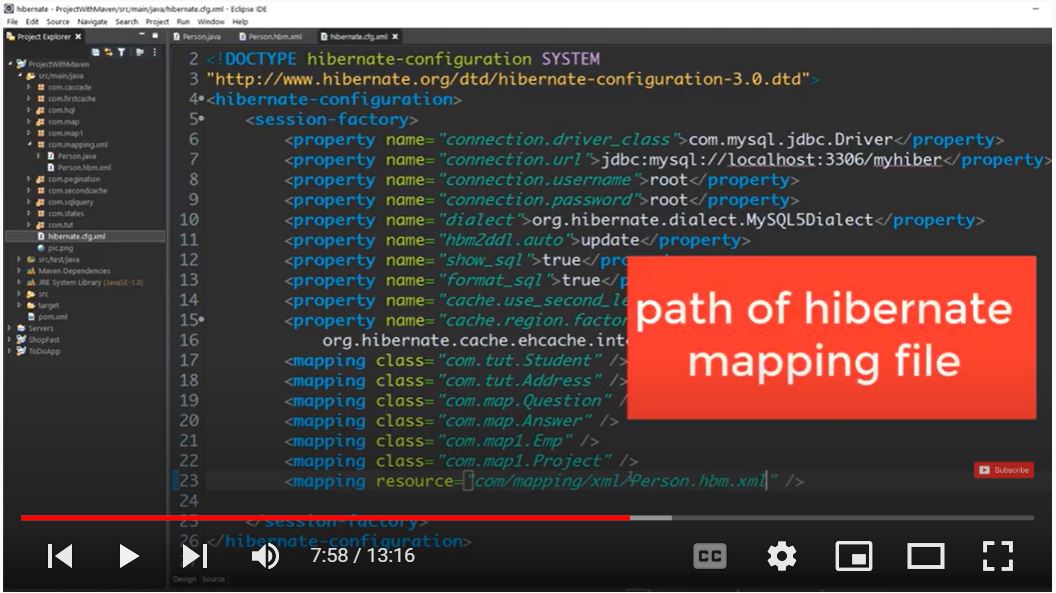 hibernate - ProjectWithMaven/src/main/java/hibernate.cfg.xml - Eclipse IDE
File Edit Source Navigate Search Project Run Window Help
Project Explorer
Person.java Person.hbm.xml hibernate.cfg.xml
ProjectWithMaven
src/main/java
com.cascade
com.firstcache
com.hql
com.map
com.map1
com.mapping.xml
Person.java
Person.hbm.xml
com.pegination
com.secondcache
com.sqlquery
com.states
com.tut
hibernate.cfg.xml
pic.png
src/test/java
Maven Dependencies
JRE System Library [JavaSE-1.8]
src
target
pom.xml
Servers
ShopFast
ToDoApp
2 <!DOCTYPE hibernate-configuration SYSTEM
3 "http://www.hibernate.org/dtd/hibernate-configuration-3.0.dtd">
4 <hibernate-configuration>
5 <session-factory>
6 <property name="connection.driver_class">com.mysql.jdbc.Driver</property>
7 <property name="connection.url">jdbc:mysql://localhost:3306/myhiber</property>
8 <property name="connection.username">root</property>
9 <property name="connection.password">root</property>
10 <property name="dialect">org.hibernate.dialect.MySQL5Dialect</property>
11 <property name="hbm2ddl.auto">update</property>
12 <property name="show_sql">true</pro
13 <property name="format_sql">true</p
14 <property name="cache.use_second_le
15 <property name="cache.region.factor
16 org.hibernate.cache.ehcache.inte
17 <mapping class="com.tut.Student" />
18 <mapping class="com.tut.Address" />
19 <mapping class="com.map.Question" /
20 <mapping class="com.map.Answer" />
21 <mapping class="com.map1.Emp" />
22 <mapping class="com.map1.Project" />
23 <mapping resource="com/mapping/xml/Person.hbm.xml" />
24
25 </session-factory>
26 </hibernate-configuration>
path of hibernate
mapping file
Subscribe
7:58 / 13:16
CC
Design Source